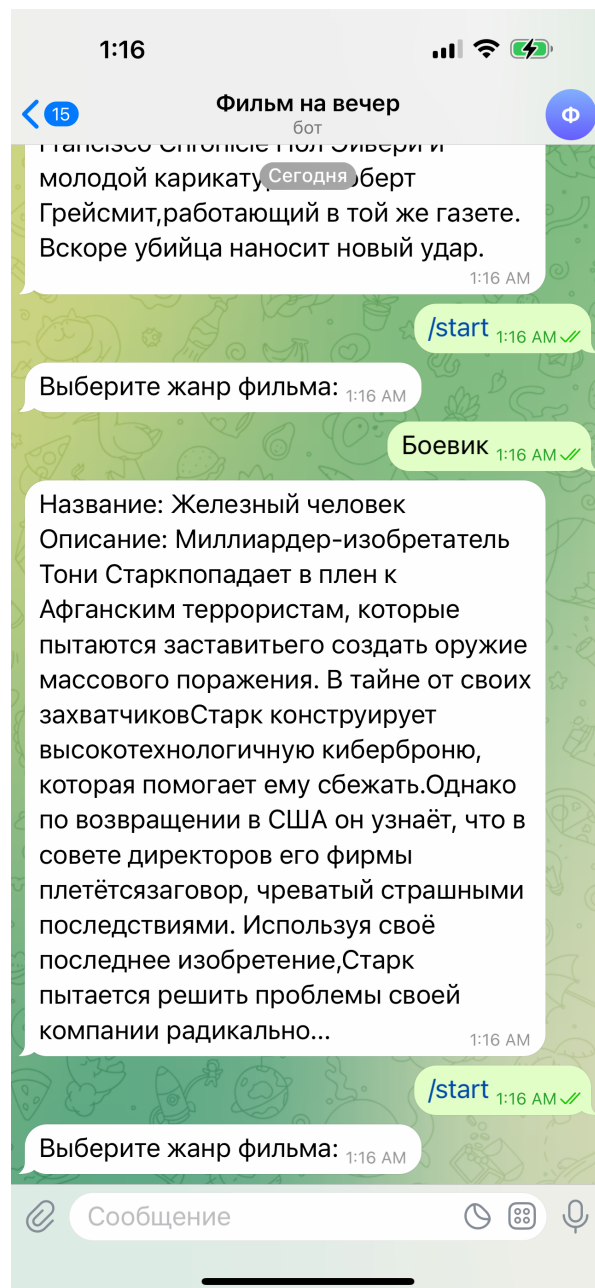 1:16
15
Фильм на вечер
бот
Ф
Francisco Chronicle Пол Эйвери и
молодой карикату
берт
Сегодня
Грейсмит,работающий в той же газете.
Вскоре убийца наносит новый удар.
1:16 AM
/start 1:16 AM
Выберите жанр фильма: 1:16 AM
Боевик 1:16 AM
Название: Железный человек
Описание: Миллиардер-изобретатель
Тони Старкпопадает в плен к
Афганским террористам, которые
пытаются заставитьего создать оружие
массового поражения. В тайне от своих
захватчиковСтарк конструирует
высокотехнологичную киберброню,
которая помогает ему сбежать.Однако
по возвращении в США он узнаёт, что в
совете директоров его фирмы
плетётсязаговор, чреватый страшными
последствиями. Используя своё
последнее изобретение,Старк
пытается решить проблемы своей
компании радикально...
1:16 AM
/start 1:16 AM
Выберите жанр фильма: 1:16 AM
Сообщение